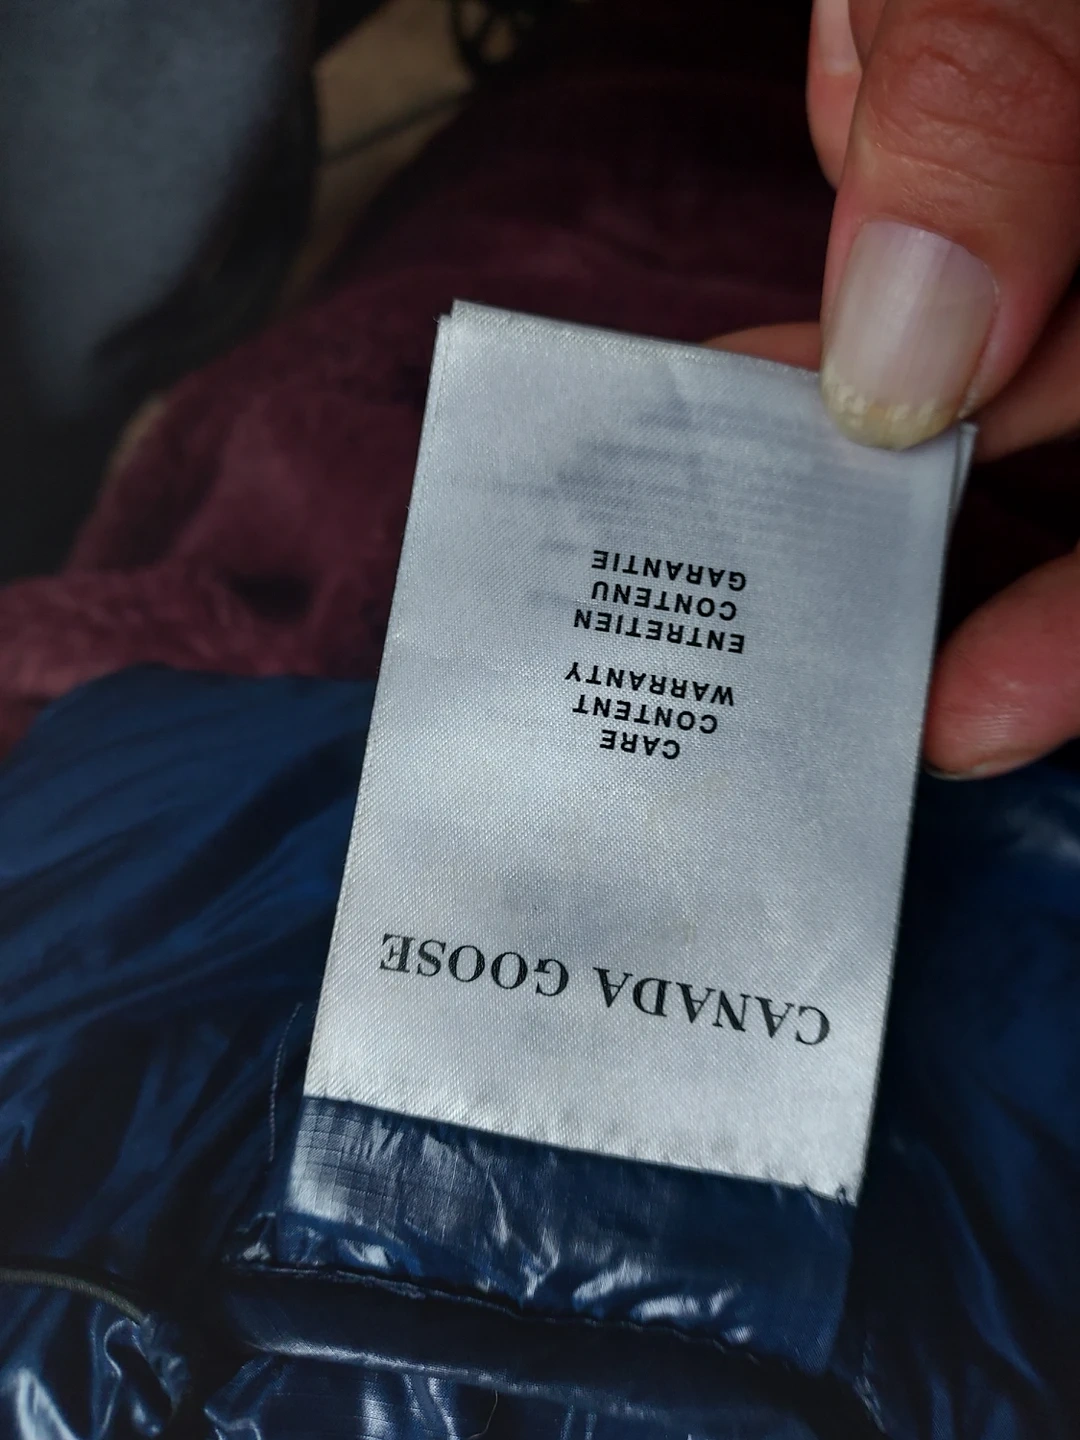 CANADA GOOSE
CARE
CONTENT
WARRANTY
ENTRETIEN
CONTENU
GARANTIE